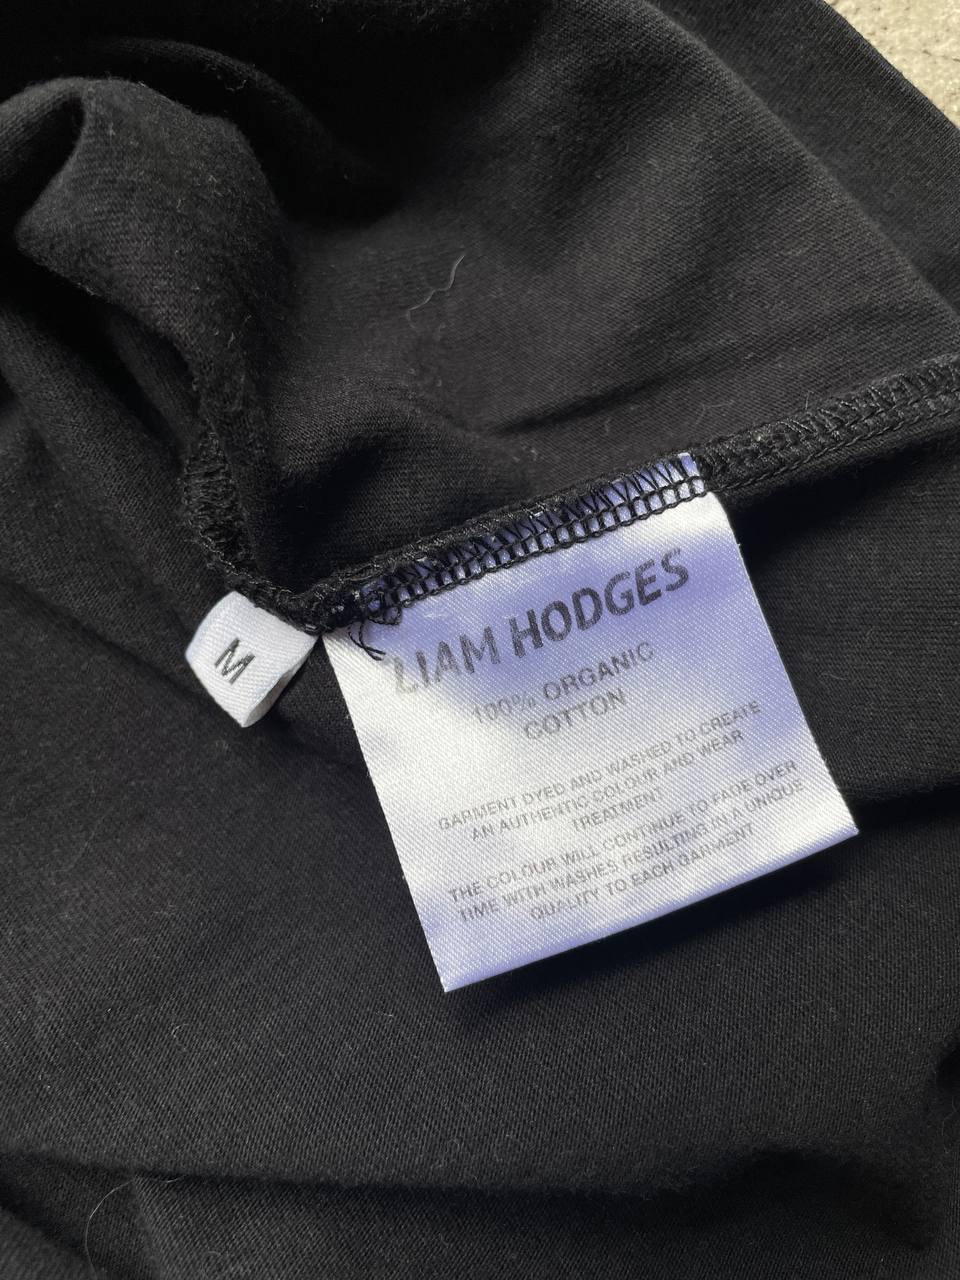 M
LIAM HODGES
100% ORGANIC
COTTON
GARMENT DYED AND WASHED TO CREATE
AN AUTHENTIC COLOUR AND WEAR
TREATMENT
THE COLOUR WILL CONTINUE TO FADE OVER
TIME WITH WASHES RESULTING IN A UNIQUE
QUALITY TO EACH GARMENT